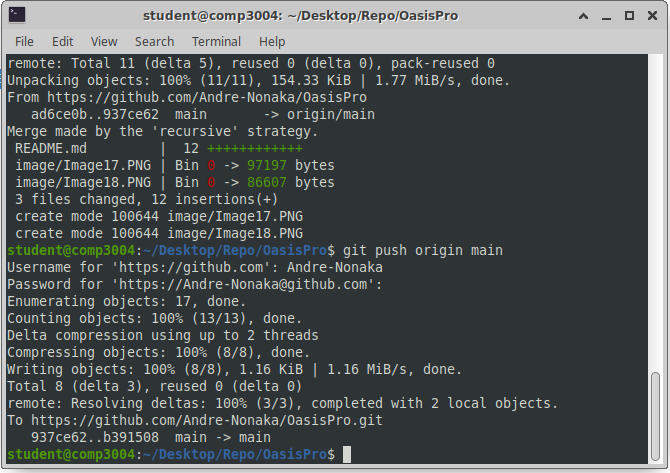 student@comp3004: ~/Desktop/Repo/OasisPro
File Edit View Search Terminal Help
remote: Total 11 (delta 5), reused 0 (delta 0), pack-reused 0
Unpacking objects: 100% (11/11), 154.33 KiB | 1.77 MiB/s, done.
From https://github.com/Andre-Nonaka/OasisPro
   ad6ce0b..937ce62  main       -> origin/main
Merge made by the 'recursive' strategy.
 README.md         |  12 ++++++++++++
 image/Image17.PNG | Bin 0 -> 97197 bytes
 image/Image18.PNG | Bin 0 -> 86607 bytes
 3 files changed, 12 insertions(+)
 create mode 100644 image/Image17.PNG
 create mode 100644 image/Image18.PNG
student@comp3004:~/Desktop/Repo/OasisPro$ git push origin main
Username for 'https://github.com': Andre-Nonaka
Password for 'https://Andre-Nonaka@github.com':
Enumerating objects: 17, done.
Counting objects: 100% (13/13), done.
Delta compression using up to 2 threads
Compressing objects: 100% (8/8), done.
Writing objects: 100% (8/8), 1.16 KiB | 1.16 MiB/s, done.
Total 8 (delta 3), reused 0 (delta 0)
remote: Resolving deltas: 100% (3/3), completed with 2 local objects.
To https://github.com/Andre-Nonaka/OasisPro.git
   937ce62..b391508  main -> main
student@comp3004:~/Desktop/Repo/OasisPro$